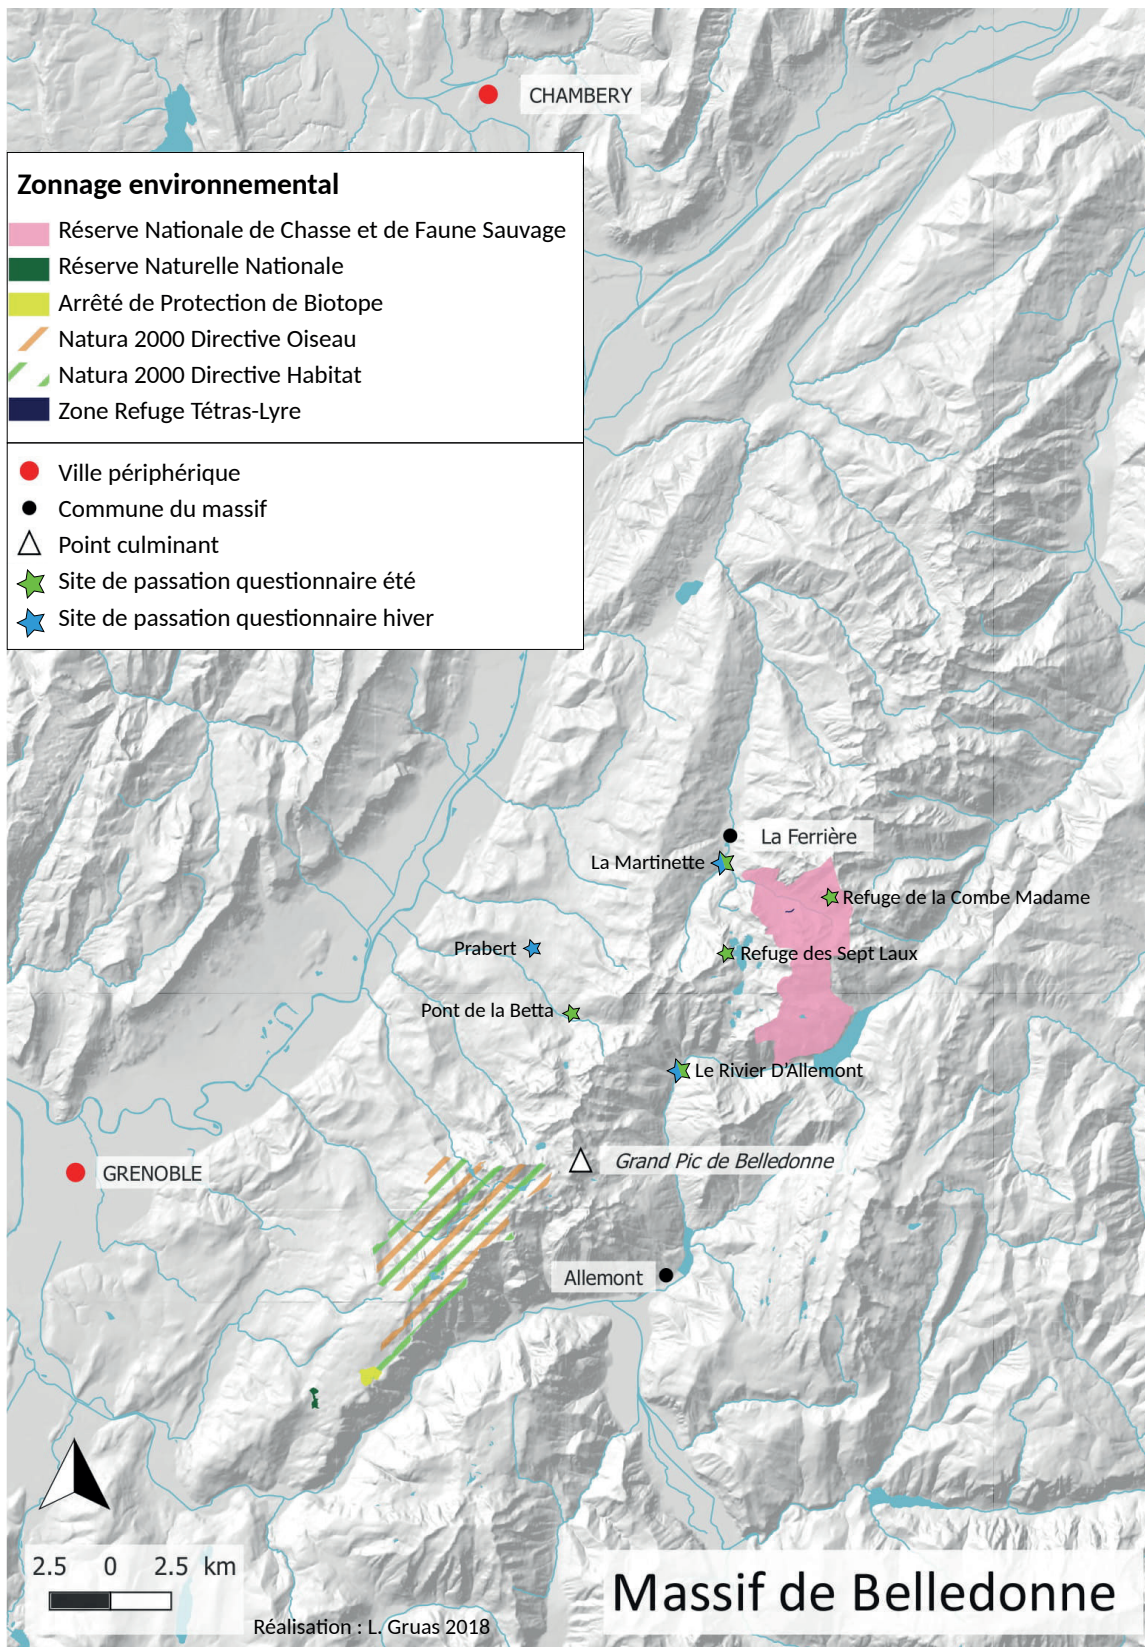 CHAMBERY
Zonnage environnemental
Réserve Nationale de Chasse et de Faune Sauvage
Réserve Naturelle Nationale
Arrêté de Protection de Biotope
Natura 2000 Directive Oiseau
Natura 2000 Directive Habitat
Zone Refuge Tétras-Lyre
Ville périphérique
Commune du massif
Point culminant
Site de passation questionnaire été
Site de passation questionnaire hiver
La Ferrière
La Martinette
Refuge de la Combe Madame
Prabert
Refuge des Sept Laux
Pont de la Betta
Le Rivier D'Allemont
Grand Pic de Belledonne
GRENOBLE
Allemont
2.5 0 2.5 km
Massif de Belledonne
Réalisation : L. Gruas 2018